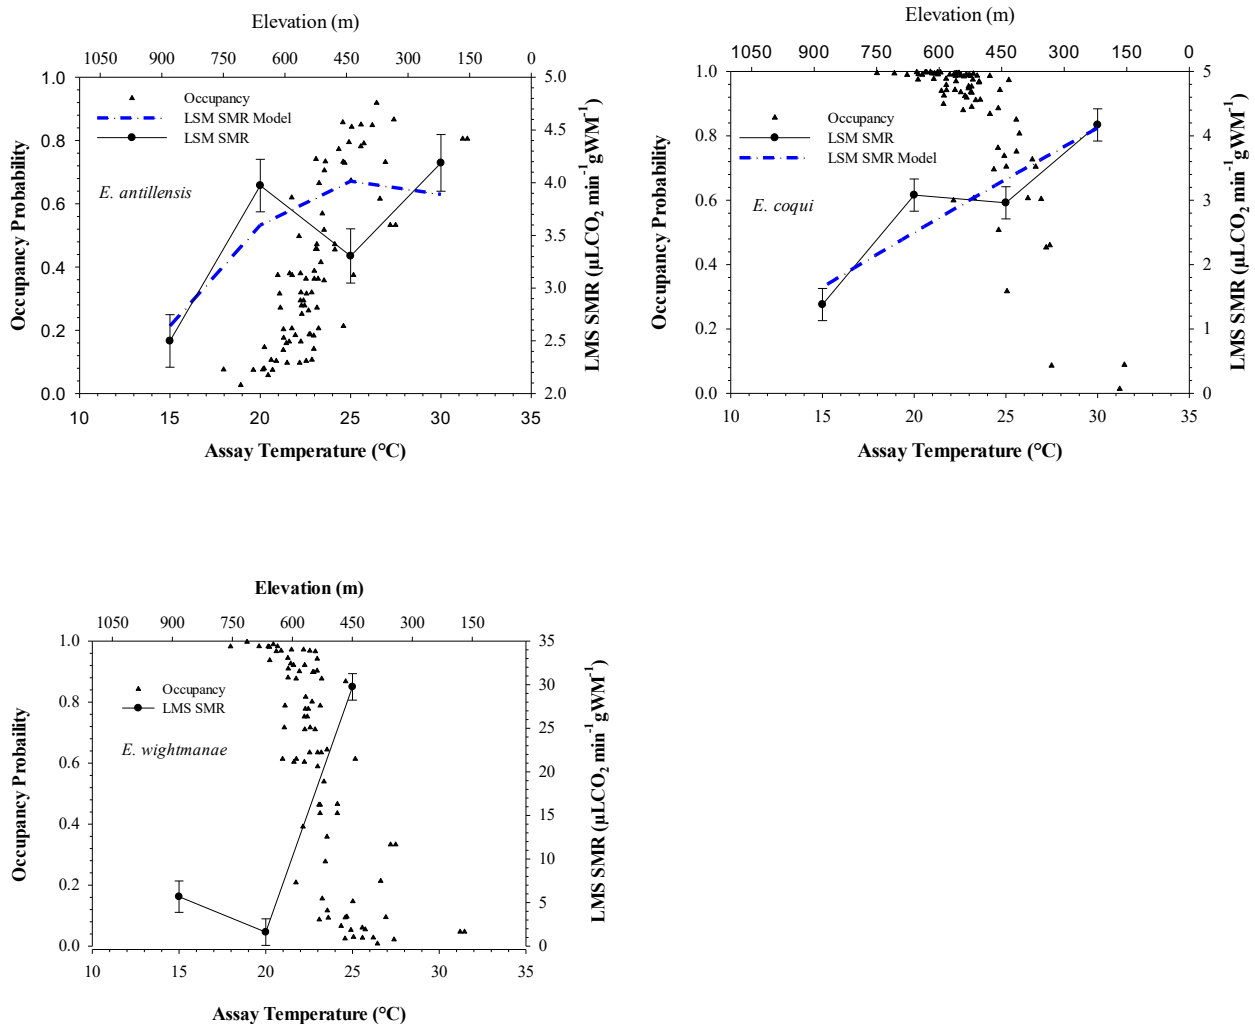 Elevation (m)
1050 900 750 600 450 300 150 0
1.0
0.8
0.6
0.4
0.2
0.0
Occupancy Probability
Occupancy
LSM SMR Model
LSM SMR
E. antillensis
5.0
4.5
4.0
3.5
3.0
2.5
2.0
LMS SMR (µLCO₂ min⁻¹gWM⁻¹)
10 15 20 25 30 35
Assay Temperature (°C)
Elevation (m)
1050 900 750 600 450 300 150 0
1.0
0.8
0.6
0.4
0.2
0.0
Occupancy Probability
Occupancy
LSM SMR
LSM SMR Model
E. coqui
5
4
3
2
1
0
LMS SMR (µLCO₂ min⁻¹gWM⁻¹)
10 15 20 25 30 35
Assay Temperature (°C)
Elevation (m)
1050 900 750 600 450 300 150
1.0
0.8
0.6
0.4
0.2
0.0
Occupancy Probaility
Occupancy
LMS SMR
E. wightmanae
35
30
25
20
15
10
5
0
LMS SMR (µLCO₂ min⁻¹gWM⁻¹)
10 15 20 25 30 35
Assay Temperature (°C)